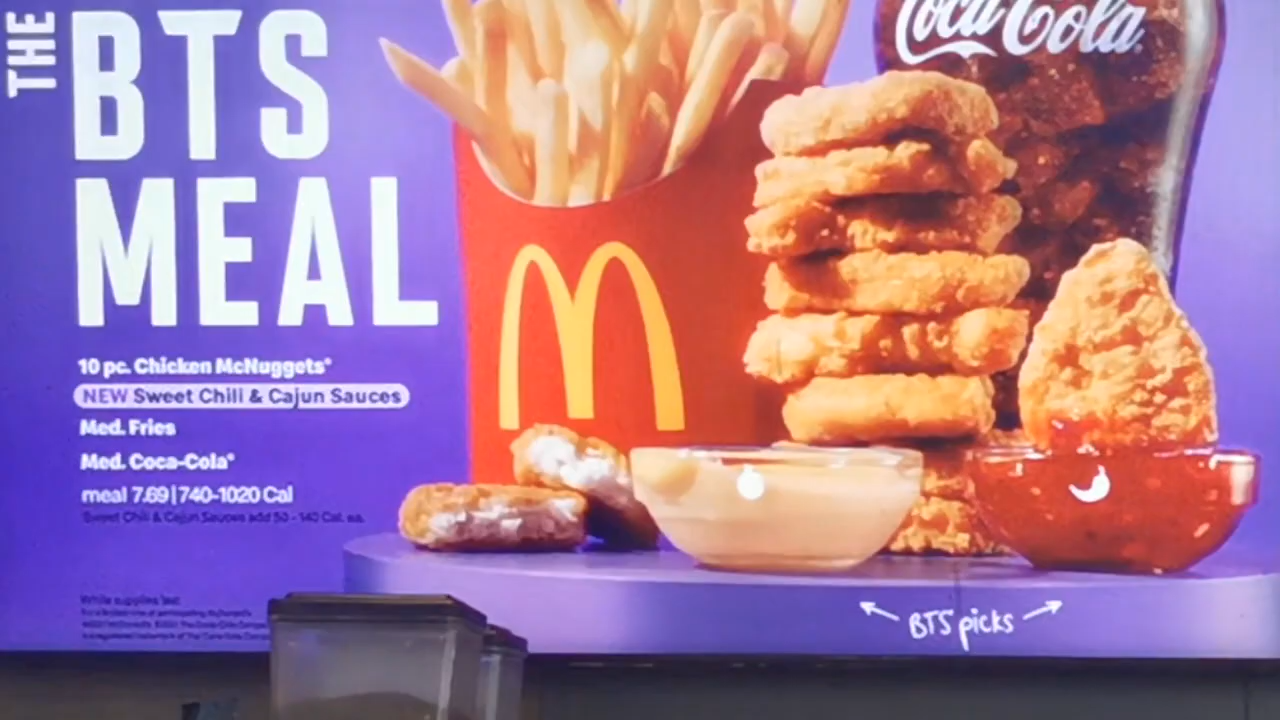 THE
BTS
MEAL
10 pc. Chicken McNuggets®
NEW Sweet Chili & Cajun Sauces
Med. Fries
Med. Coca-Cola®
meal 7.69|740-1020 Cal
Sweet Chili & Cajun Sauces add 50 - 140 Cal. ea.
While supplies last.
Coca-Cola
BTS picks